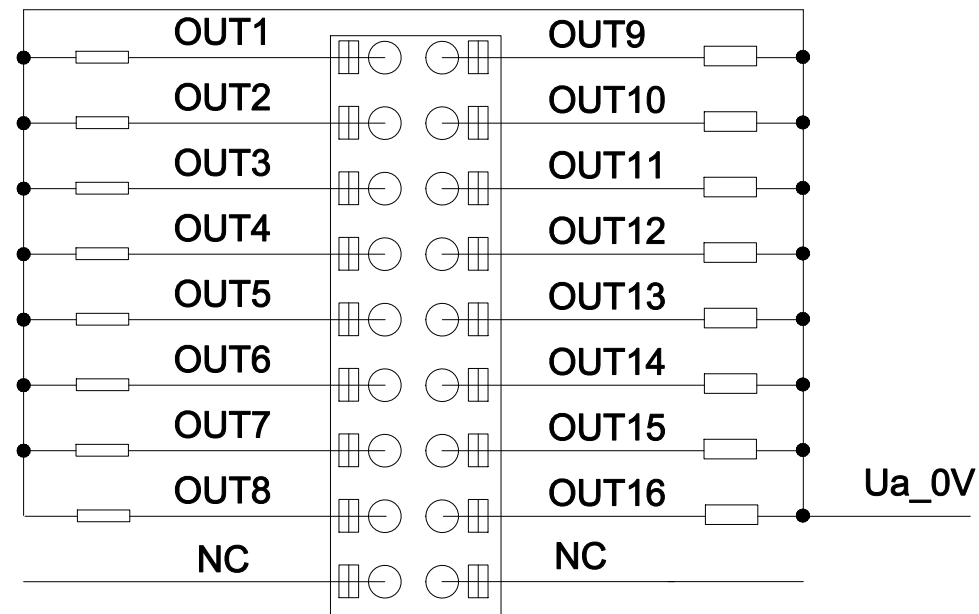 OUT1 OUT9
OUT2 OUT10
OUT3 OUT11
OUT4 OUT12
OUT5 OUT13
OUT6 OUT14
OUT7 OUT15
OUT8 OUT16 Ua_0V
NC NC